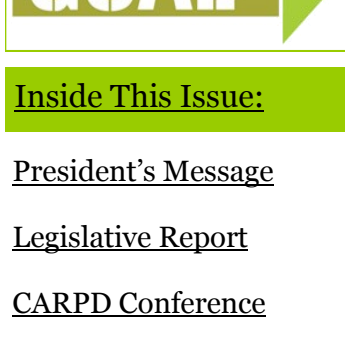 Inside This Issue:
President's Message
Legislative Report
CARPD Conference